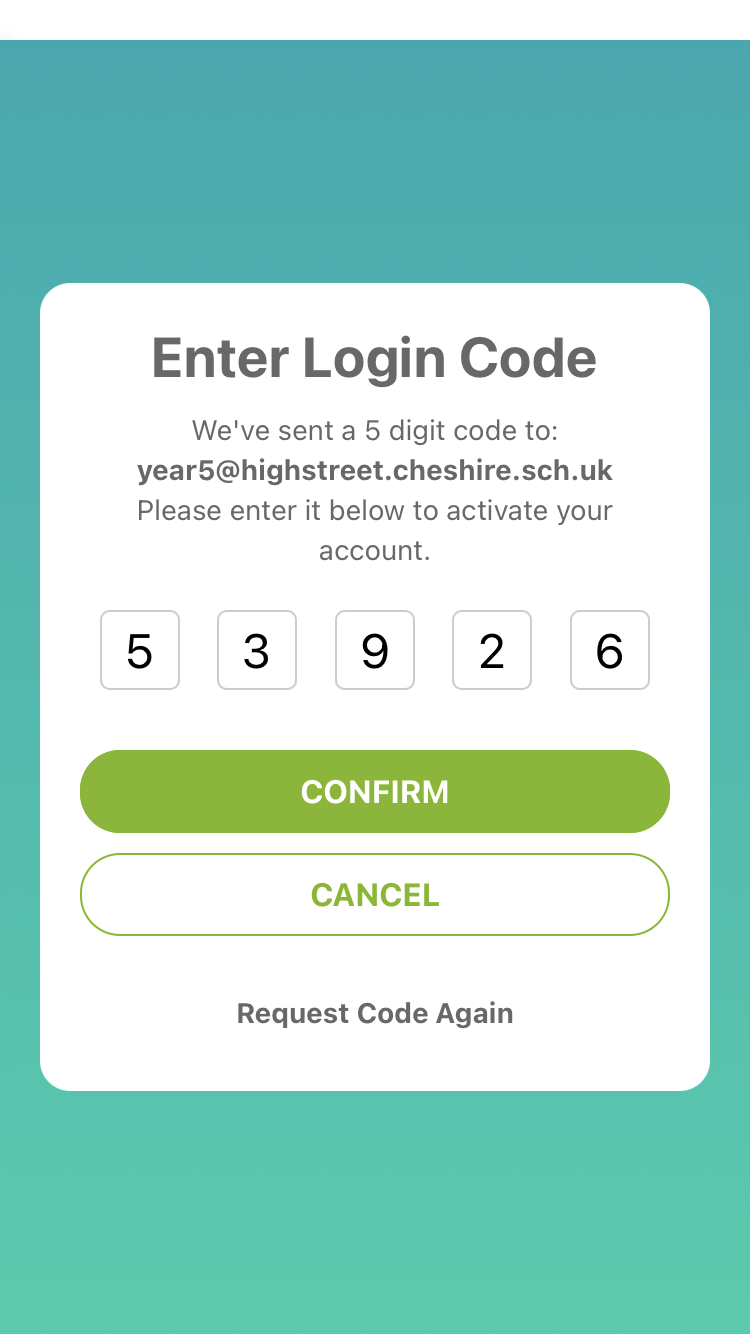 Enter Login Code
We've sent a 5 digit code to:
year5@highstreet.cheshire.sch.uk
Please enter it below to activate your
account.
5 3 9 2 6
CONFIRM
CANCEL
Request Code Again